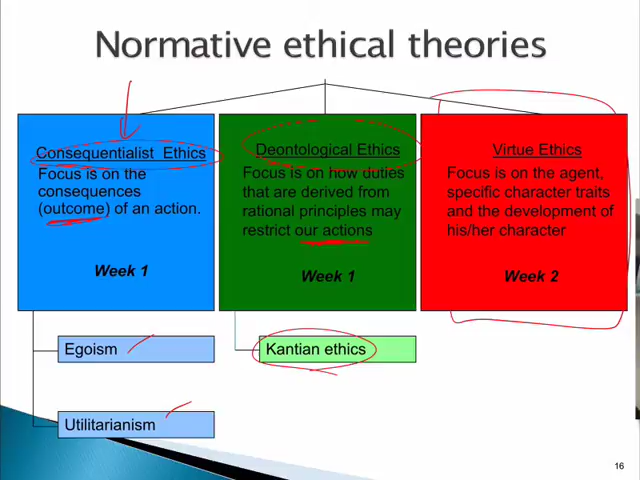 Normative ethical theories
Consequentialist Ethics
Focus is on the
consequences
(outcome) of an action.
Week 1
Deontological Ethics
Focus is on how duties
that are derived from
rational principles may
restrict our actions
Week 1
Virtue Ethics
Focus is on the agent,
specific character traits
and the development of
his/her character
Week 2
Egoism
Utilitarianism
Kantian ethics
16